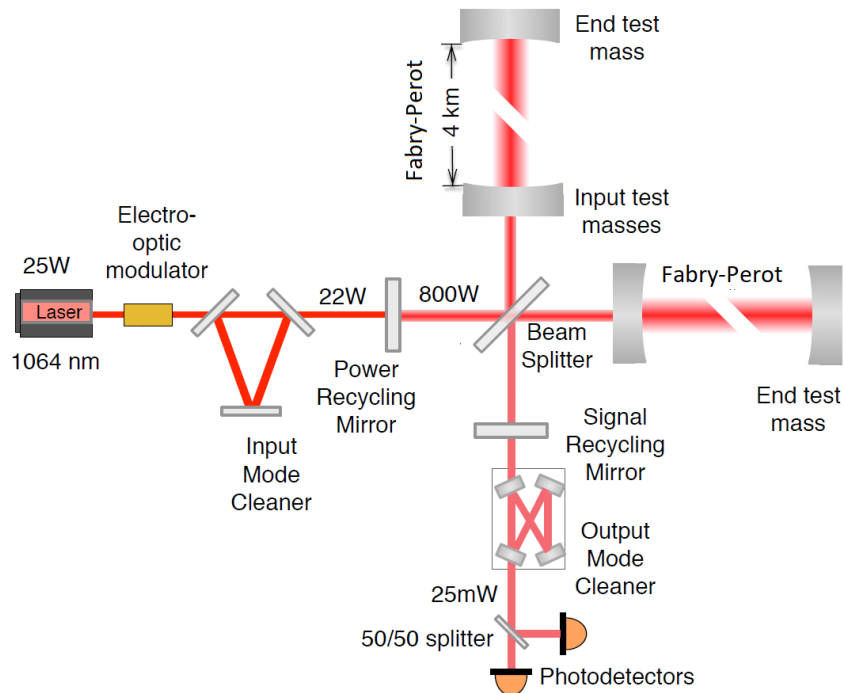 End test
mass
Fabry-Perot
4 km
Input test
masses
Electro-
optic
modulator
25W
Laser
1064 nm
22W
800W
Fabry-Perot
Beam
Splitter
Power
Recycling
Mirror
End test
mass
Input
Mode
Cleaner
Signal
Recycling
Mirror
Output
Mode
Cleaner
25mW
50/50 splitter
Photodetectors